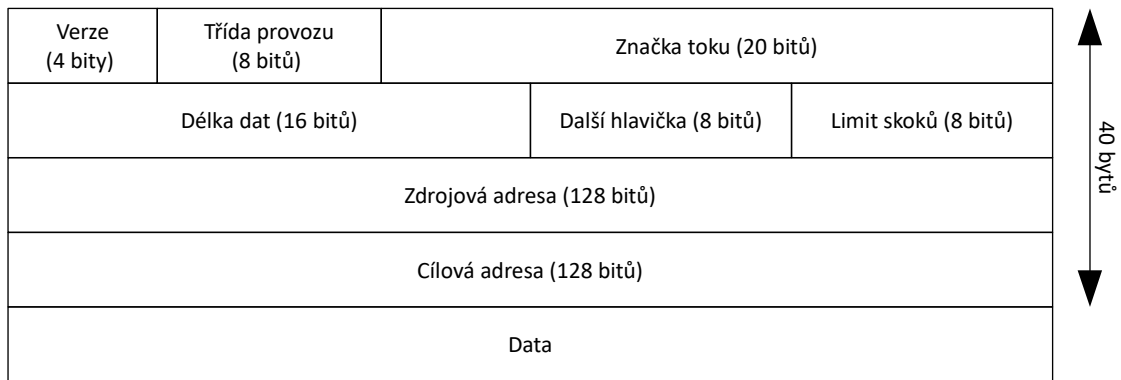 Verze
(4 bity)
Třída provozu
(8 bitů)
Značka toku (20 bitů)
Délka dat (16 bitů)
Další hlavička (8 bitů)
Limit skoků (8 bitů)
Zdrojová adresa (128 bitů)
Cílová adresa (128 bitů)
Data
40 bytů